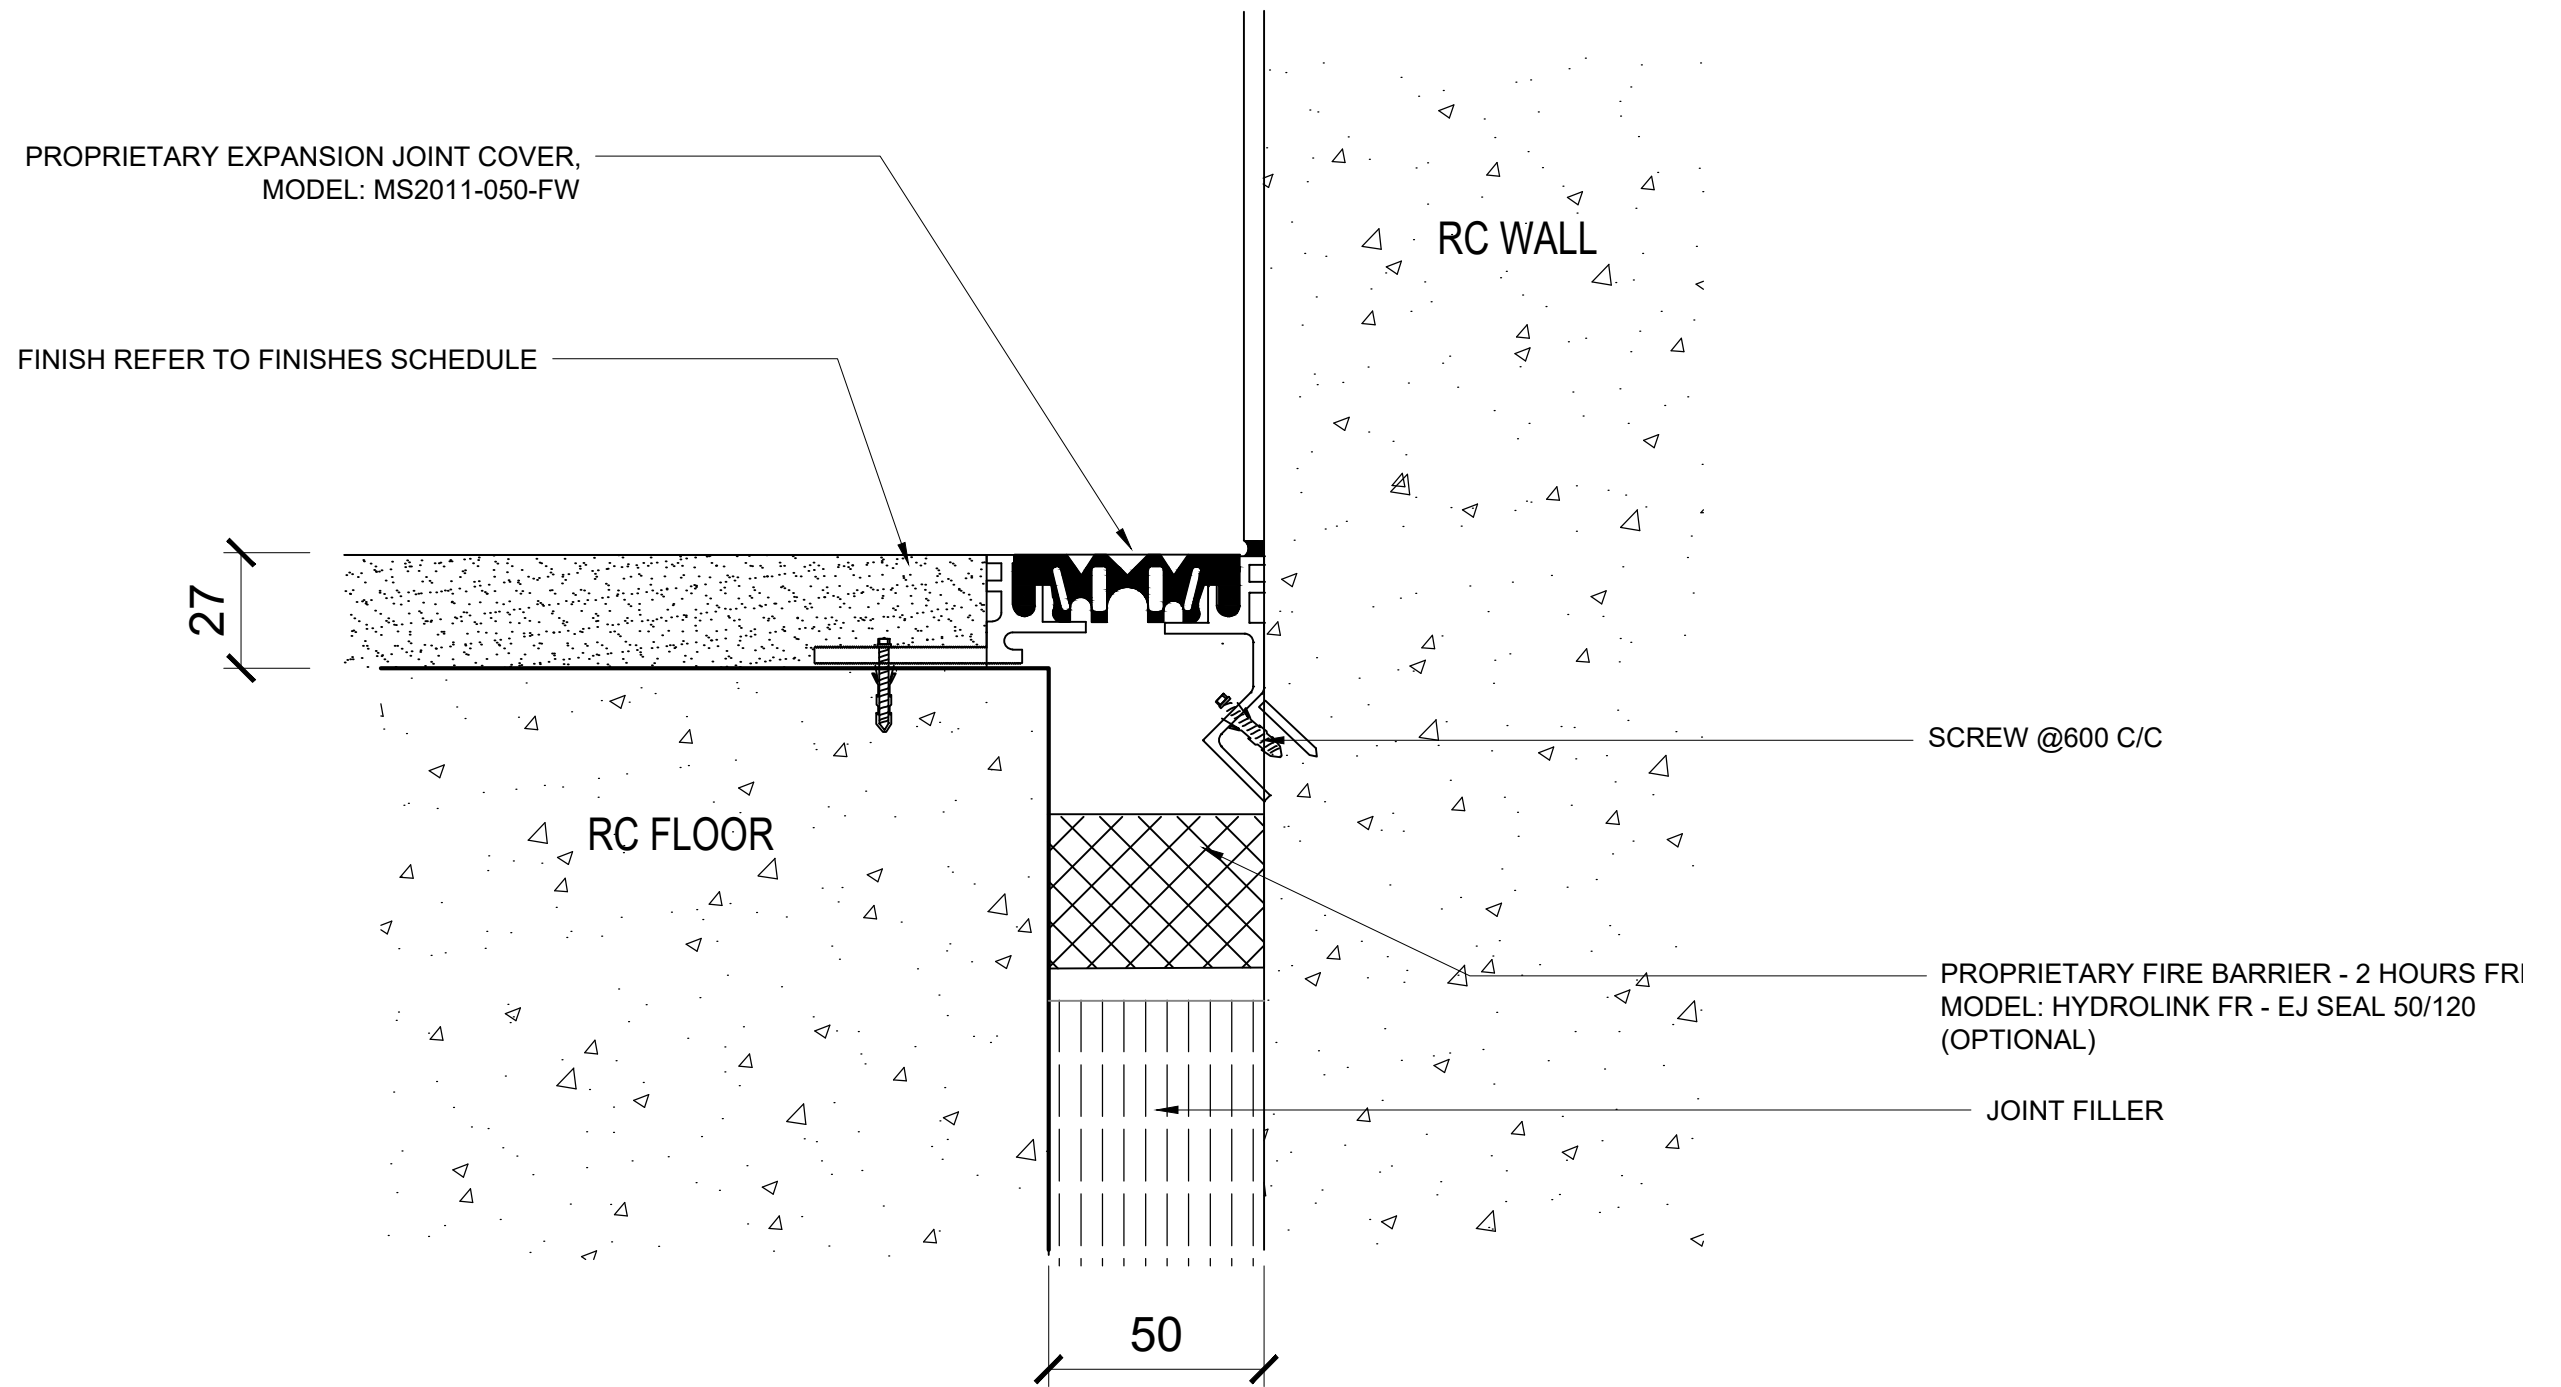 PROPRIETARY EXPANSION JOINT COVER,
MODEL: MS2011-050-FW
RC WALL
FINISH REFER TO FINISHES SCHEDULE
27
SCREW @600 C/C
RC FLOOR
PROPRIETARY FIRE BARRIER - 2 HOURS
MODEL: HYDROLINK FR - EJ SEAL 50/120
(OPTIONAL)
JOINT FILLER
50